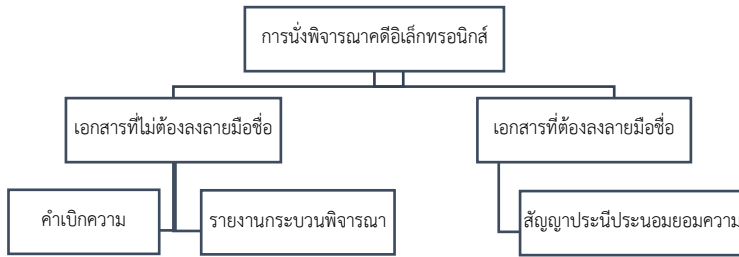 การนั่งพิจารณาคดีอิเล็กทรอนิกส์
เอกสารที่ไม่ต้องลงลายมือชื่อ
เอกสารที่ต้องลงลายมือชื่อ
คำเบิกความ
รายงานกระบวนพิจารณา
สัญญาประนีประนอมยอมความ